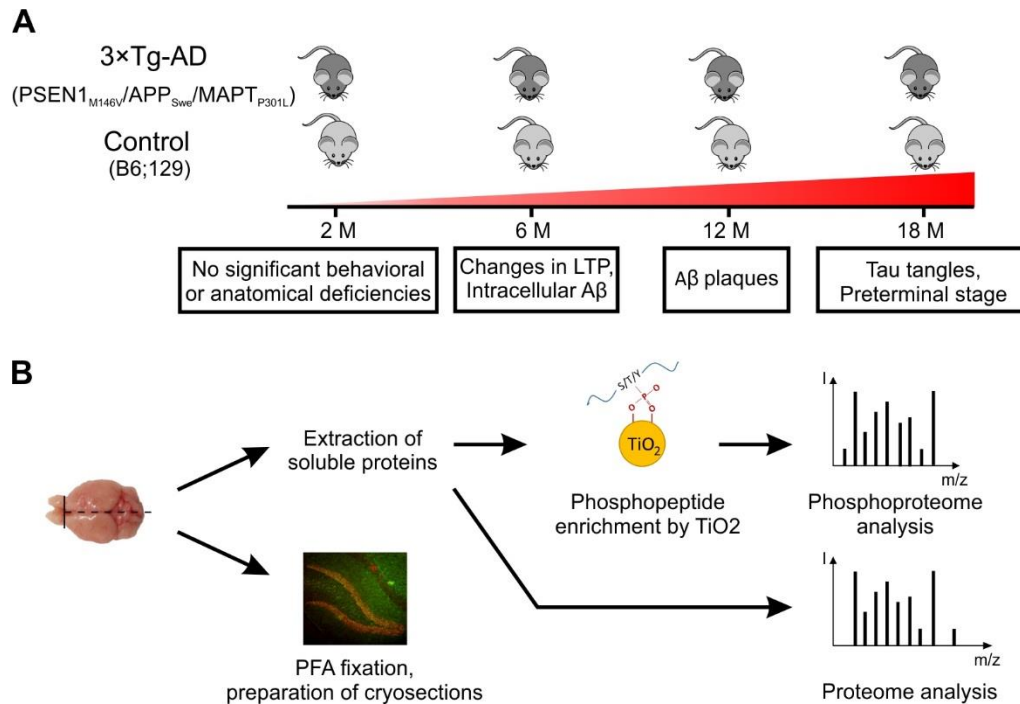 A
3×Tg-AD
(PSEN1M146V/APPSwe/MAPTP301L)
Control
(B6;129)
2 M
6 M
12 M
18 M
No significant behavioral
or anatomical deficiencies
Changes in LTP,
Intracellular Aβ
Aβ plaques
Tau tangles,
Preterminal stage
B
Extraction of
soluble proteins
S/T/Y
P
O
O
O
TiO2
Phosphopeptide
enrichment by TiO2
I
m/z
Phosphoproteome
analysis
PFA fixation,
preparation of cryosections
I
m/z
Proteome analysis